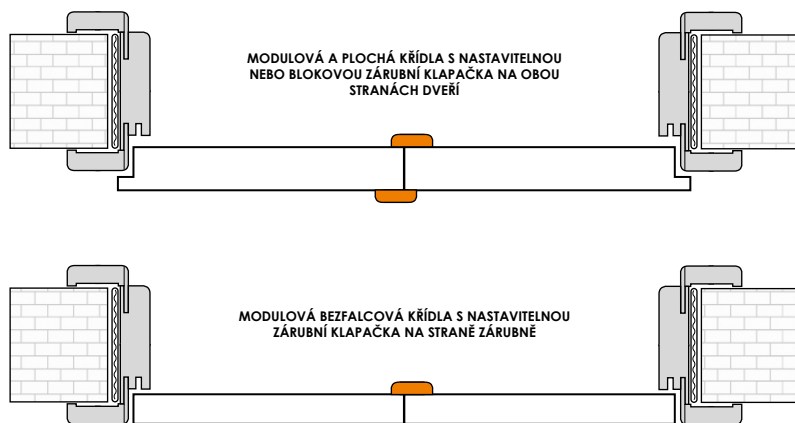 MODULOVÁ A PLOCHÁ KŘÍDLA S NASTAVITELNOU
NEBO BLOKOVOU ZÁRUBNÍ KLAPAČKA NA OBOU
STRANÁCH DVEŘÍ
MODULOVÁ BEZFALCOVÁ KŘÍDLA S NASTAVITELNOU
ZÁRUBNÍ KLAPAČKA NA STRANĚ ZÁRUBNĚ